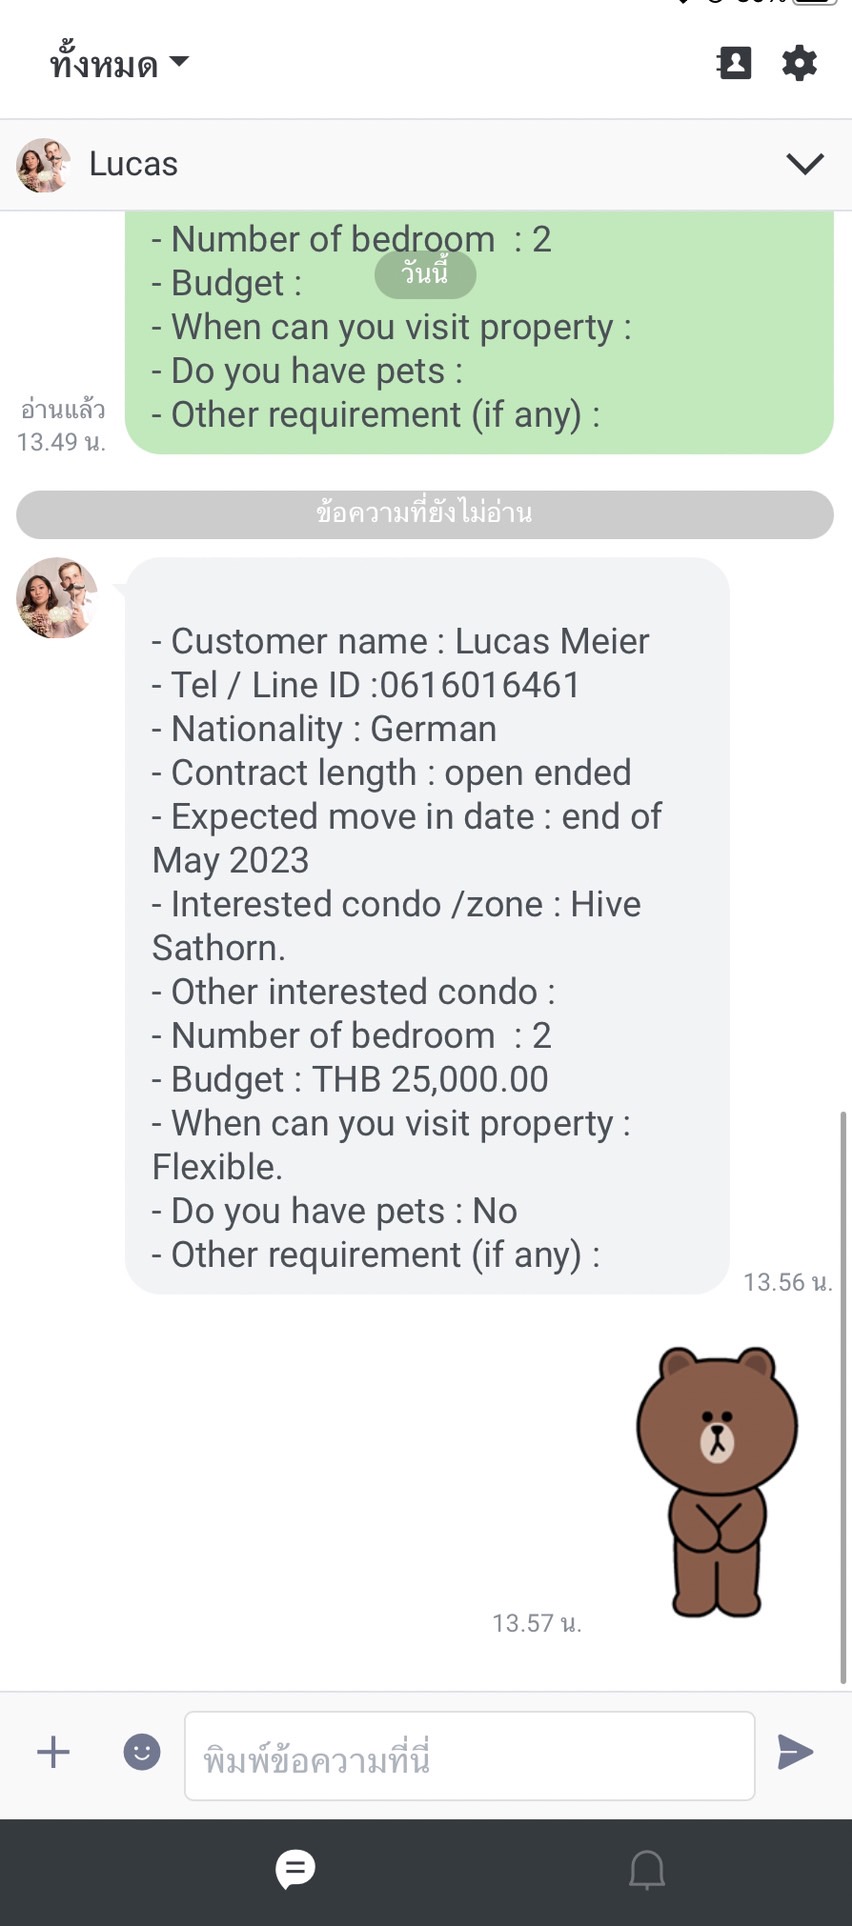 ทั้งหมด
Lucas
- Number of bedroom  : 2
วันนี้
- Budget :
- When can you visit property :
- Do you have pets :
- Other requirement (if any) :
อ่านแล้ว
13.49 น.
ข้อความที่ยังไม่อ่าน
- Customer name : Lucas Meier
- Tel / Line ID :0616016461
- Nationality : German
- Contract length : open ended
- Expected move in date : end of
May 2023
- Interested condo /zone : Hive
Sathorn.
- Other interested condo :
- Number of bedroom  : 2
- Budget : THB 25,000.00
- When can you visit property :
Flexible.
- Do you have pets : No
- Other requirement (if any) :
13.56 น.
13.57 น.
พิมพ์ข้อความที่นี่